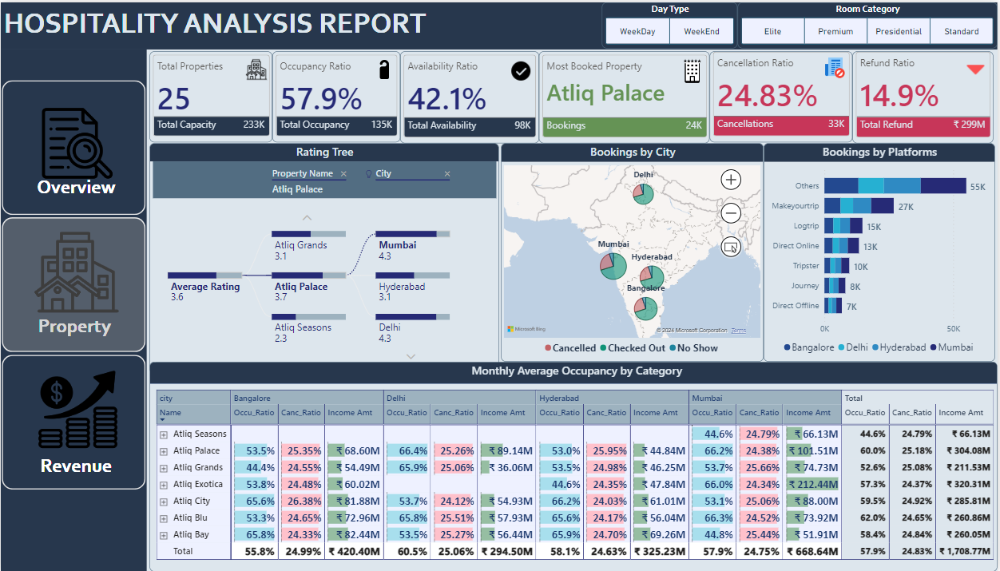 HOSPITALITY ANALYSIS REPORT
Day Type
WeekDay WeekEnd
Room Category
Elite Premium Presidential Standard
Overview
Property
Revenue
Total Properties
25
Total Capacity 233K
Occupancy Ratio
57.9%
Total Occupancy 135K
Availability Ratio
42.1%
Total Availability 98K
Most Booked Property
Atliq Palace
Bookings 24K
Cancellation Ratio
24.83%
Cancellations 33K
Refund Ratio
14.9%
Total Refund ₹ 299M
Rating Tree
Property Name × City ×
Atliq Palace
Average Rating
3.6
Atliq Grands
3.1
Atliq Palace
3.7
Atliq Seasons
2.3
Mumbai
4.3
Hyderabad
3.1
Delhi
4.3
Bookings by City
Delhi
Mumbai
Hyderabad
Bangalore
Microsoft Bing
© 2024 Microsoft Corporation Terms
Cancelled Checked Out No Show
Bookings by Platforms
Others 55K
Makeyourtrip 27K
Logtrip 15K
Direct Online 13K
Tripster 10K
Journey 8K
Direct Offline 7K
0K 50K
Bangalore Delhi Hyderabad Mumbai
Monthly Average Occupancy by Category
city Bangalore Delhi Hyderabad Mumbai Total
Name Occu_Ratio Canc_Ratio Income Amt Occu_Ratio Canc_Ratio Income Amt Occu_Ratio Canc_Ratio Income Amt Occu_Ratio Canc_Ratio Income Amt Occu_Ratio Canc_Ratio Income Amt
Atliq Seasons 44.6% 24.79% ₹ 66.13M 44.6% 24.79% ₹ 66.13M
Atliq Palace 53.5% 25.35% ₹ 68.60M 66.4% 25.26% ₹ 89.14M 53.0% 25.95% ₹ 44.84M 66.2% 24.38% ₹ 101.51M 60.0% 25.18% ₹ 304.08M
Atliq Grands 44.4% 24.55% ₹ 54.49M 65.9% 25.06% ₹ 36.06M 53.5% 24.98% ₹ 46.25M 53.7% 25.66% ₹ 74.73M 52.6% 25.08% ₹ 211.53M
Atliq Exotica 53.8% 24.48% ₹ 60.02M 44.6% 24.35% ₹ 47.84M 66.0% 24.34% ₹ 212.44M 57.3% 24.37% ₹ 320.31M
Atliq City 65.6% 26.38% ₹ 81.88M 53.7% 24.12% ₹ 54.93M 66.2% 24.03% ₹ 61.01M 53.1% 25.06% ₹ 88.00M 59.5% 24.92% ₹ 285.81M
Atliq Blu 53.3% 24.65% ₹ 72.96M 65.8% 25.51% ₹ 57.93M 65.6% 24.17% ₹ 56.04M 66.3% 24.52% ₹ 73.92M 62.0% 24.65% ₹ 260.86M
Atliq Bay 65.8% 24.33% ₹ 82.44M 53.5% 25.27% ₹ 56.44M 65.9% 24.70% ₹ 69.26M 44.8% 25.44% ₹ 51.91M 58.4% 24.84% ₹ 260.05M
Total 55.8% 24.99% ₹ 420.40M 60.5% 25.06% ₹ 294.50M 58.1% 24.63% ₹ 325.23M 57.9% 24.75% ₹ 668.64M 57.9% 24.83% ₹ 1,708.77M